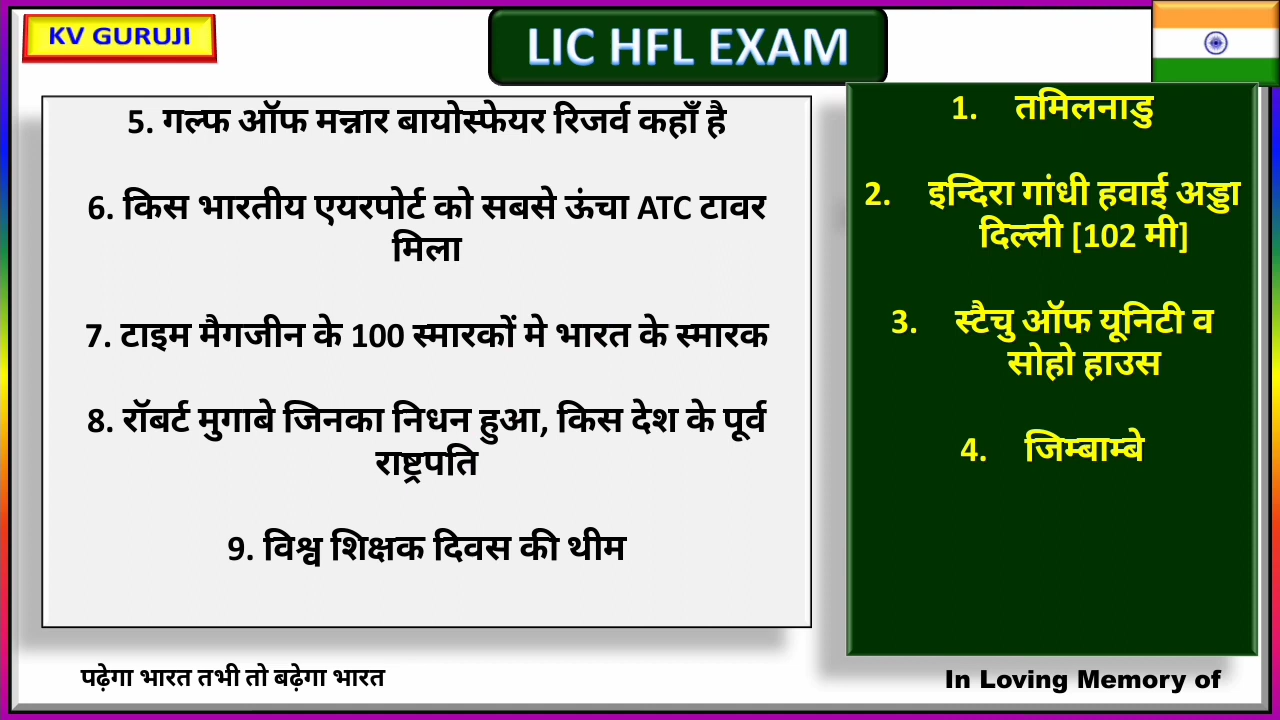 KV GURUJI
LIC HFL EXAM
5. गल्फ ऑफ मन्नार बायोस्फेयर रिजर्व कहाँ है
6. किस भारतीय एयरपोर्ट को सबसे ऊंचा ATC टावर
मिला
7. टाइम मैगजीन के 100 स्मारकों मे भारत के स्मारक
8. रॉबर्ट मुगाबे जिनका निधन हुआ, किस देश के पूर्व
राष्ट्रपति
9. विश्व शिक्षक दिवस की थीम
1. तमिलनाडु
2. इन्दिरा गांधी हवाई अड्डा
दिल्ली [102 मी]
3. स्टैचु ऑफ यूनिटी व
सोहो हाउस
4. जिम्बाम्बे
पढ़ेगा भारत तभी तो बढ़ेगा भारत
In Loving Memory of